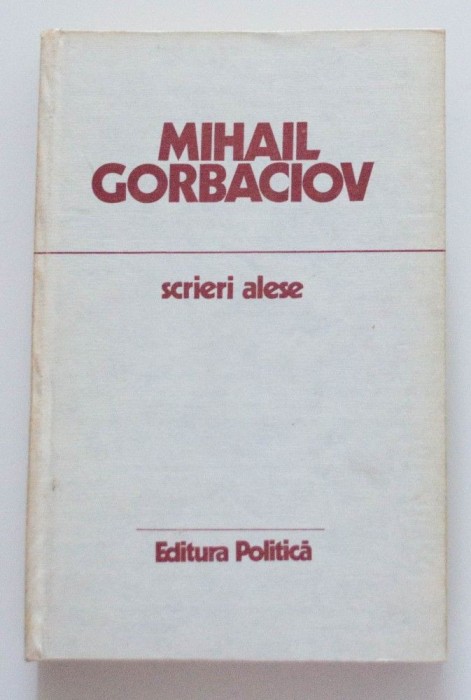 MIHAIL
GORBACIOV
scrieri alese
Editura Politică